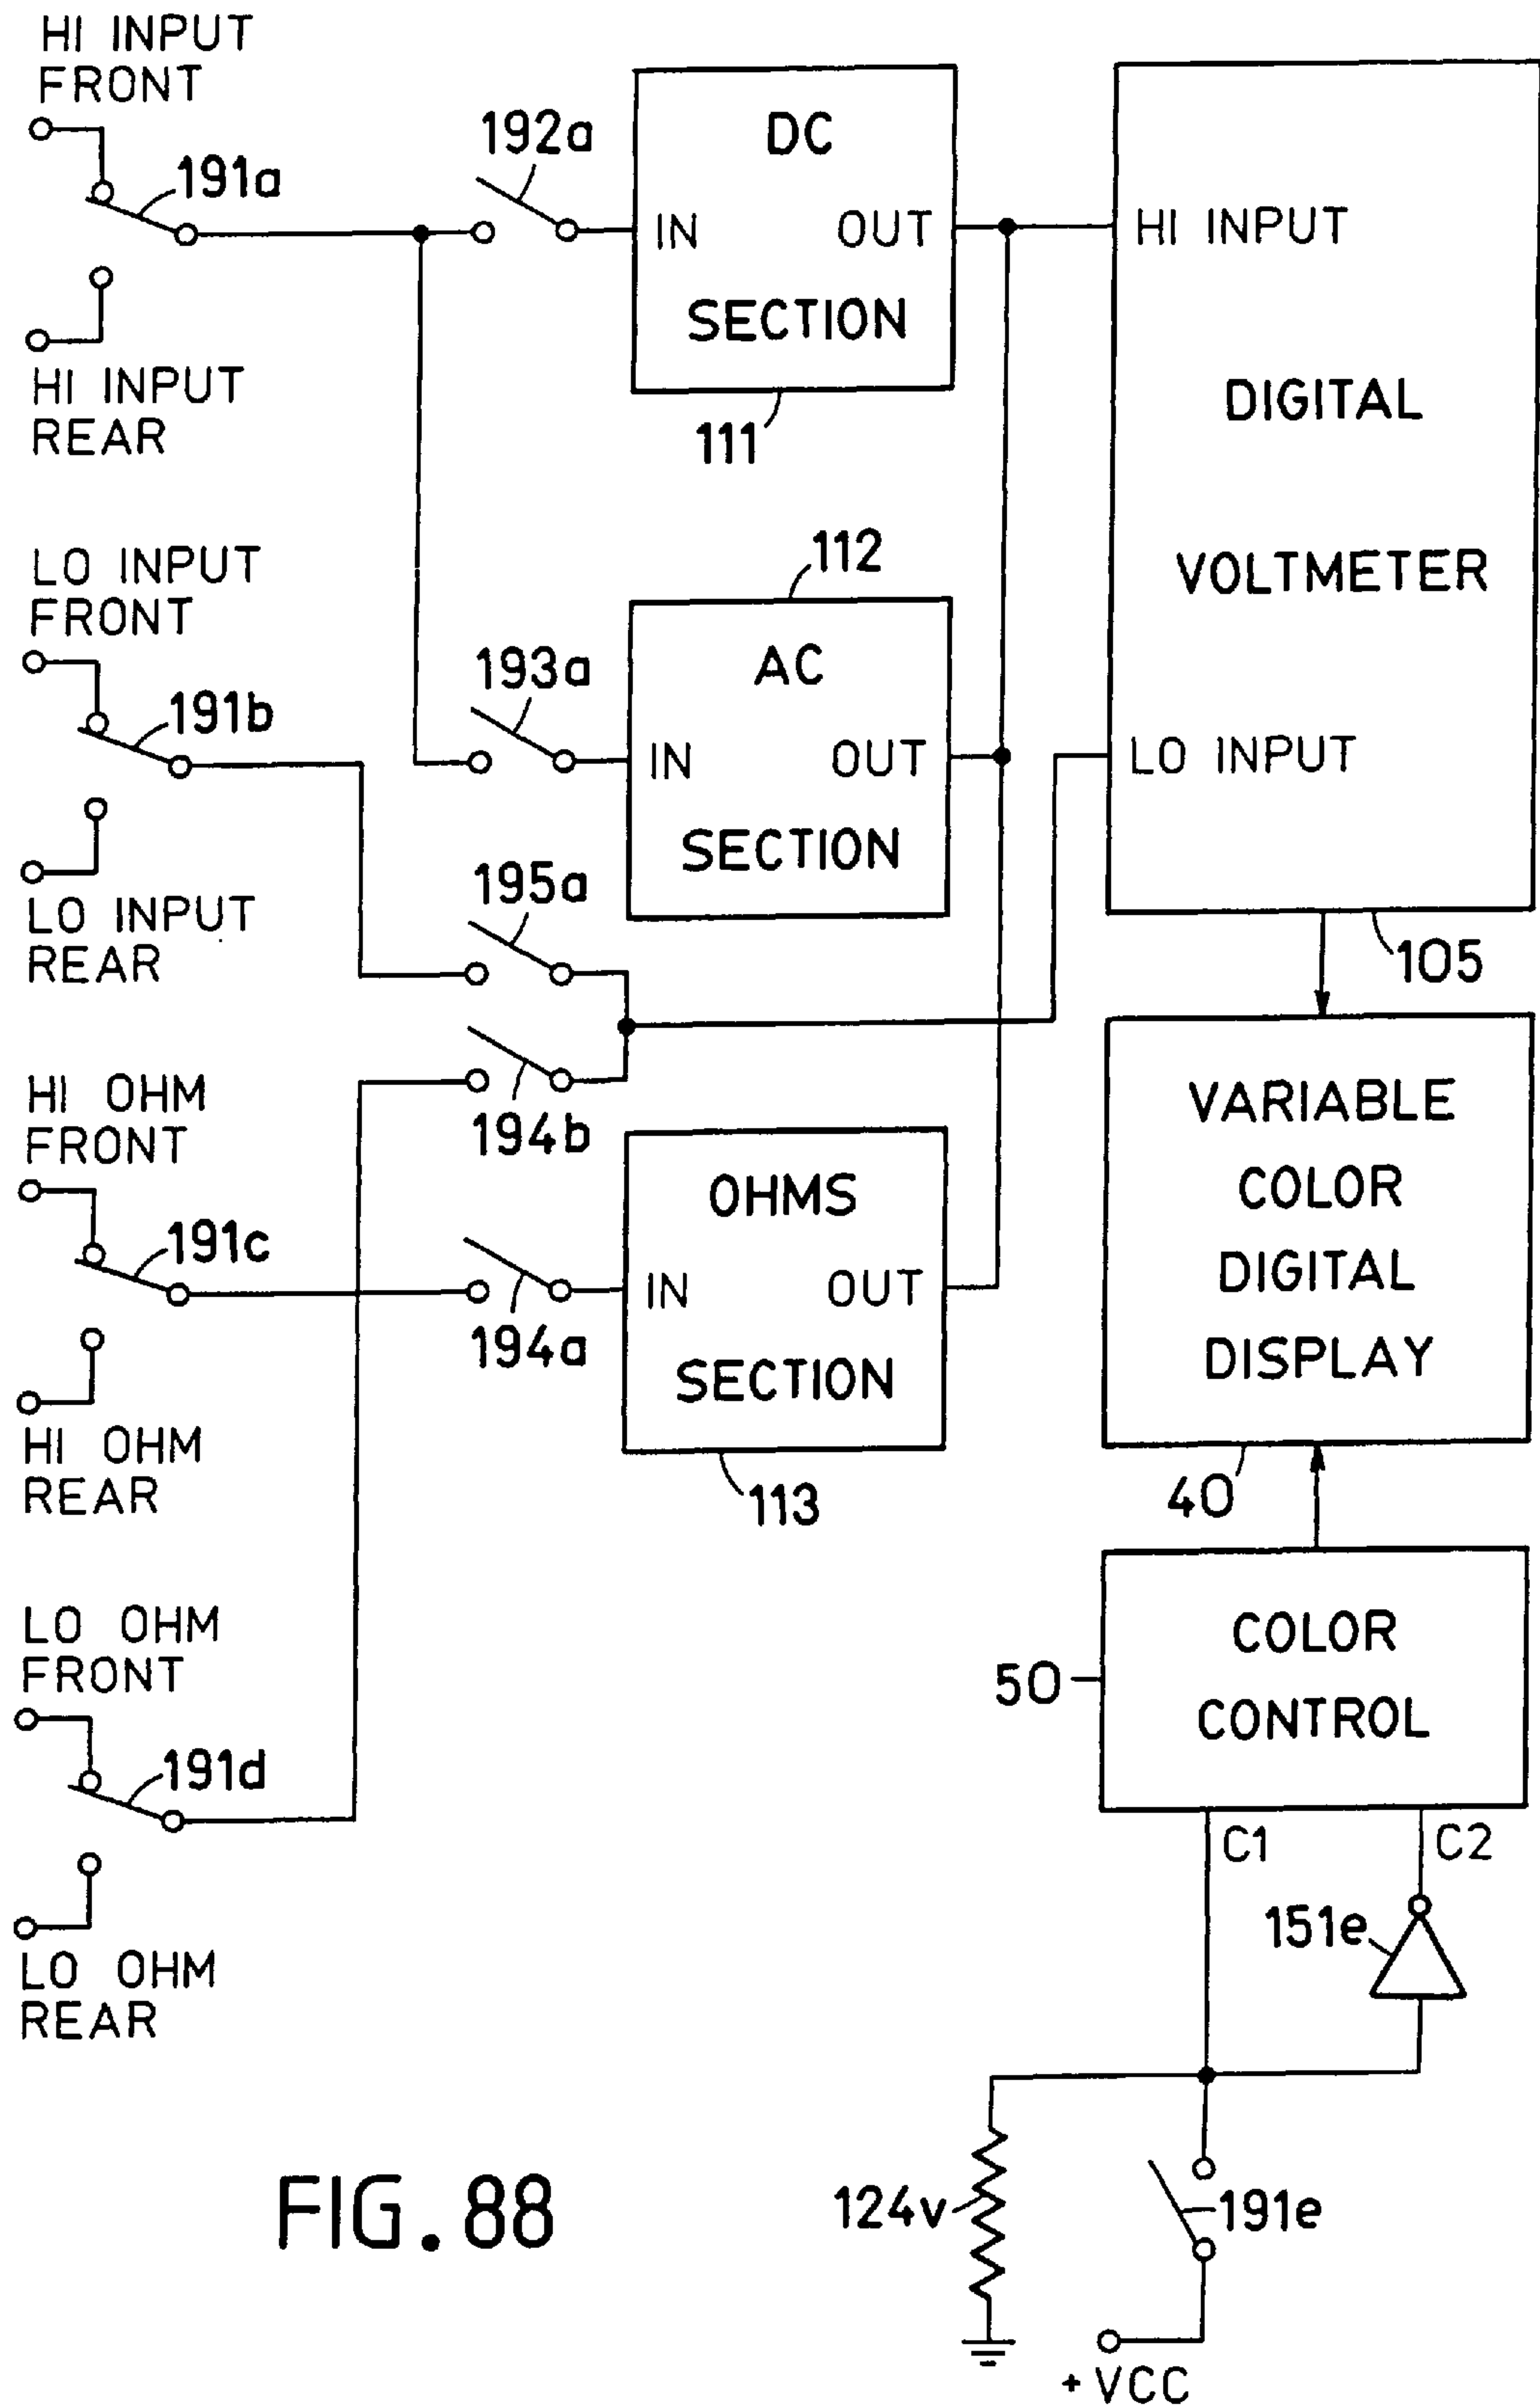 HI INPUT
FRONT
191a
HI INPUT
REAR
192a
DC
IN OUT
SECTION
111
HI INPUT
DIGITAL
VOLTMETER
LO INPUT
105
LO INPUT
FRONT
191b
LO INPUT
REAR
112
193a
AC
IN OUT
SECTION
195a
194b
HI OHM
FRONT
191c
HI OHM
REAR
OHMS
IN OUT
SECTION
194a
113
VARIABLE
COLOR
DIGITAL
DISPLAY
40
LO OHM
FRONT
191d
LO OHM
REAR
50
COLOR
CONTROL
C1 C2
151e
124v
191e
+ VCC
FIG. 88